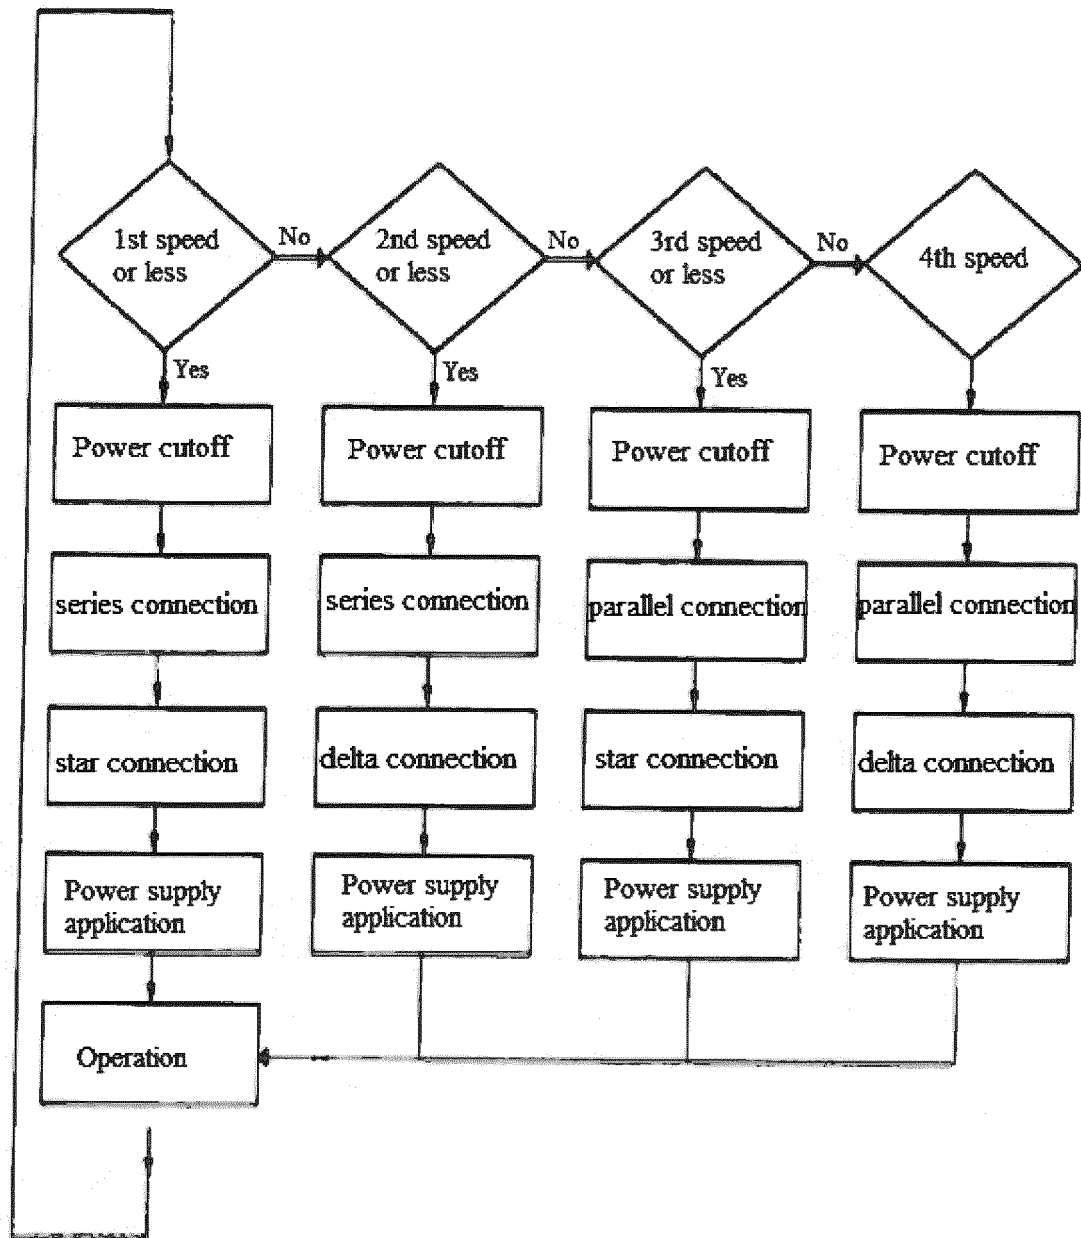 1st speed
or less
No
2nd speed
or less
No
3rd speed
or less
No
4th speed
Yes
Yes
Yes
Power cutoff
Power cutoff
Power cutoff
Power cutoff
series connection
series connection
parallel connection
parallel connection
star connection
delta connection
star connection
delta connection
Power supply
application
Power supply
application
Power supply
application
Power supply
application
Operation